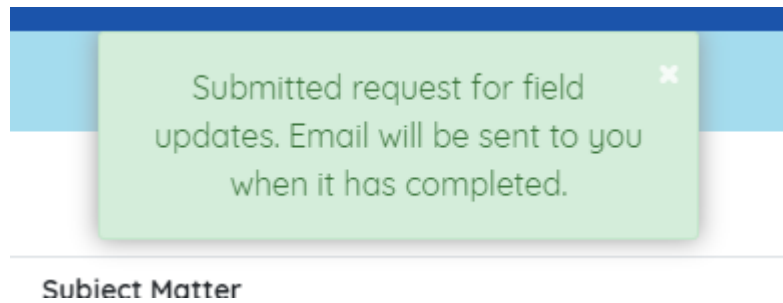 Submitted request for field
updates. Email will be sent to you
when it has completed.
Subject Matter